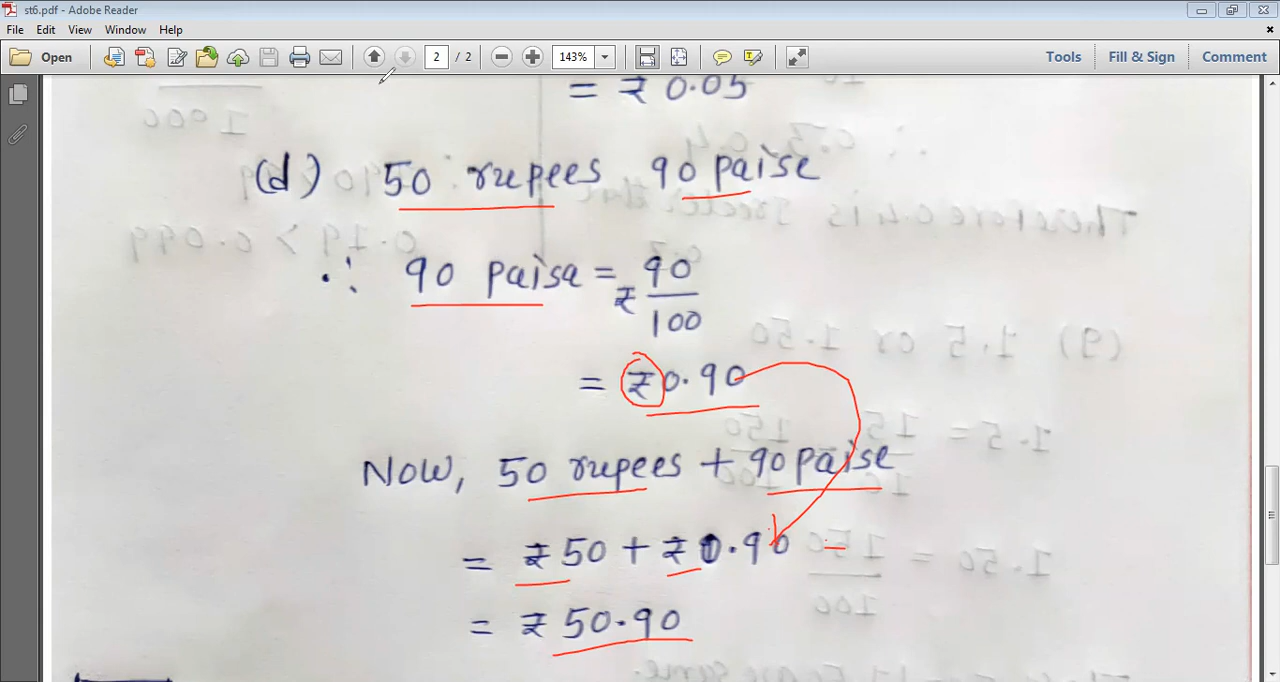 st6.pdf - Adobe Reader
File Edit View Window Help
Open 2 / 2 143% Tools Fill & Sign Comment
= ₹ 0.05
(d) 50 rupees 90 paise
∴ 90 paisa = ₹ 90/100
= ₹0.90
Now, 50 rupees + 90 paise
= ₹50 + ₹0.90
= ₹ 50.90